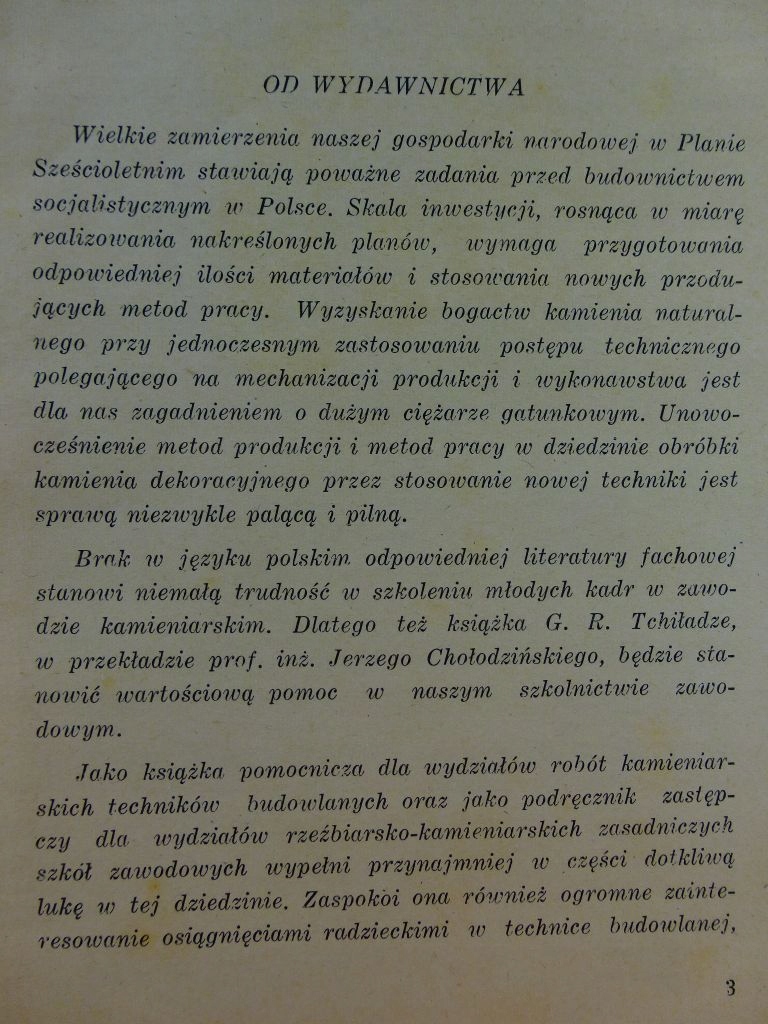 OD WYDAWNICTWA
Wielkie zamierzenia naszej gospodarki narodowej w Planie
Sześcioletnim stawiają poważne zadania przed budownictwem
socjalistycznym w Polsce. Skala inwestycji, rosnąca w miarę
realizowania nakreślonych planów, wymaga przygotowania
odpowiedniej ilości materiałów i stosowania nowych przodu-
jących metod pracy. Wyzyskanie bogactw kamienia natural-
nego przy jednoczesnym zastosowaniu postępu technicznego
polegającego na mechanizacji produkcji i wykonawstwa jest
dla nas zagadnieniem o dużym ciężarze gatunkowym. Unowo-
cześnienie metod produkcji i metod pracy w dziedzinie obróbki
kamienia dekoracyjnego przez stosowanie nowej techniki jest
sprawą niezwykle palącą i pilną.
Brak w języku polskim odpowiedniej literatury fachowej
stanowi niemałą trudność w szkoleniu młodych kadr w zawo-
dzie kamieniarskim. Dlatego też książka G. R. Tchiładze,
w przekładzie prof. inż. Jerzego Chołodzińskiego, będzie sta-
nowić wartościową pomoc w naszym szkolnictwie zawo-
dowym.
Jako książka pomocnicza dla wydziałów robót kamieniar-
skich techników budowlanych oraz jako podręcznik zastęp-
czy dla wydziałów rzeźbiarsko-kamieniarskich zasadniczych
szkół zawodowych wypełni przynajmniej w części dotkliwą
lukę w tej dziedzinie. Zaspokoi ona również ogromne zainte-
resowanie osiągnięciami radzieckimi w technice budowlanej,
3